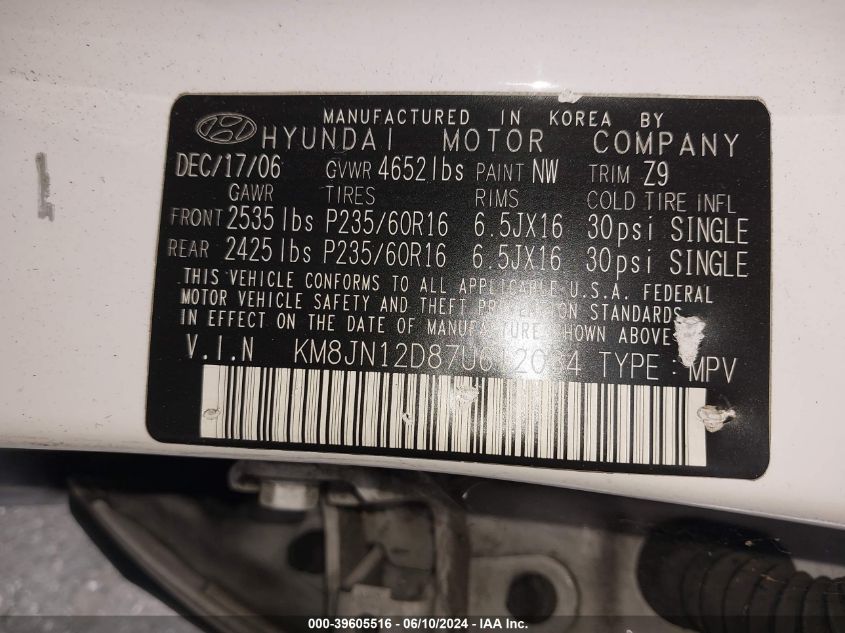 MANUFACTURED IN KOREA BY
HYUNDAI MOTOR COMPANY
DEC/17/06 GVWR 4652lbs PAINT NW TRIM Z9
GAWR TIRES RIMS COLD TIRE INFL
FRONT 2535lbs P235/60R16 6.5JX16 30psi SINGLE
REAR 2425lbs P235/60R16 6.5JX16 30psi SINGLE
THIS VEHICLE CONFORMS TO ALL APPLICABLE U.S.A. FEDERAL
MOTOR VEHICLE SAFETY AND THEFT PREVENTION STANDARDS
IN EFFECT ON THE DATE OF MANUFACTURE SHOWN ABOVE
V.I.N TYPE : MPV
000-39605516 - 06/10/2024 - IAA Inc.